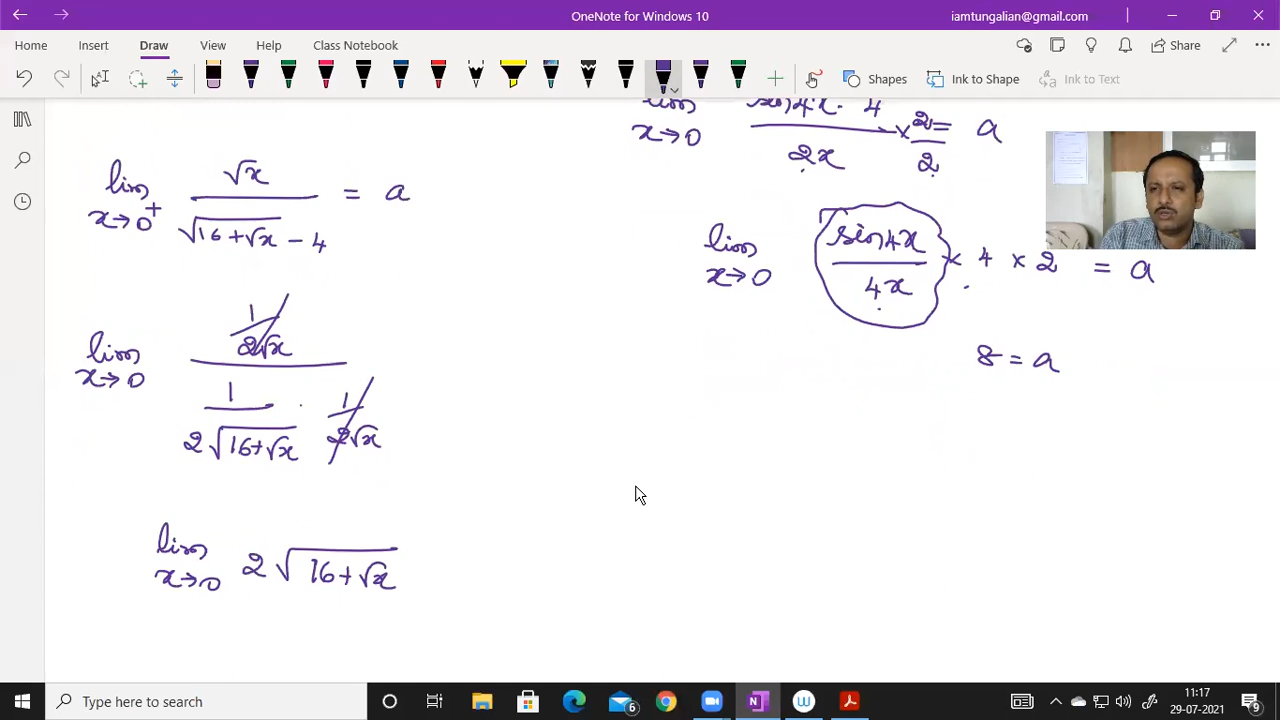 OneNote for Windows 10
iamtungalian@gmail.com
Home Insert Draw View Help Class Notebook
Share
Shapes
Ink to Shape
Ink to Text
lim x→0+ √x / (√(16+√x) - 4) = a
lim x→0 (1 / 2√x) / (1 / 2√(16+√x) · 1 / 2√x)
lim x→0 2√(16+√x)
lim x→0 sin4x · 4 / 2x × 2 / 2 = a
lim x→0 sin4x / 4x × 4 × 2 = a
8 = a
Type here to search
6
W
11:17
29-07-2021
9